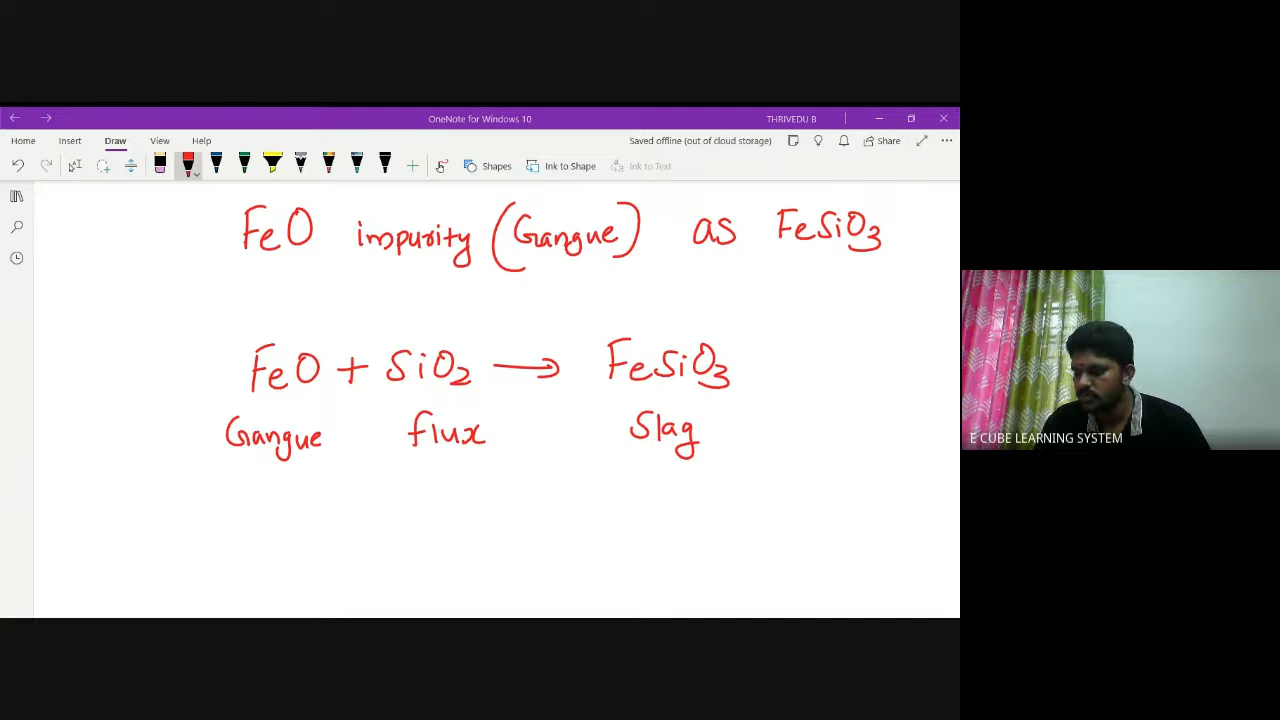 OneNote for Windows 10
THRIVEDU B
Home Insert Draw View Help
Saved offline (out of cloud storage)
Share
Shapes
Ink to Shape
Ink to Text
FeO impurity (Gangue) as FeSiO3
FeO + SiO2 → FeSiO3
Gangue flux Slag
E CUBE LEARNING SYSTEM